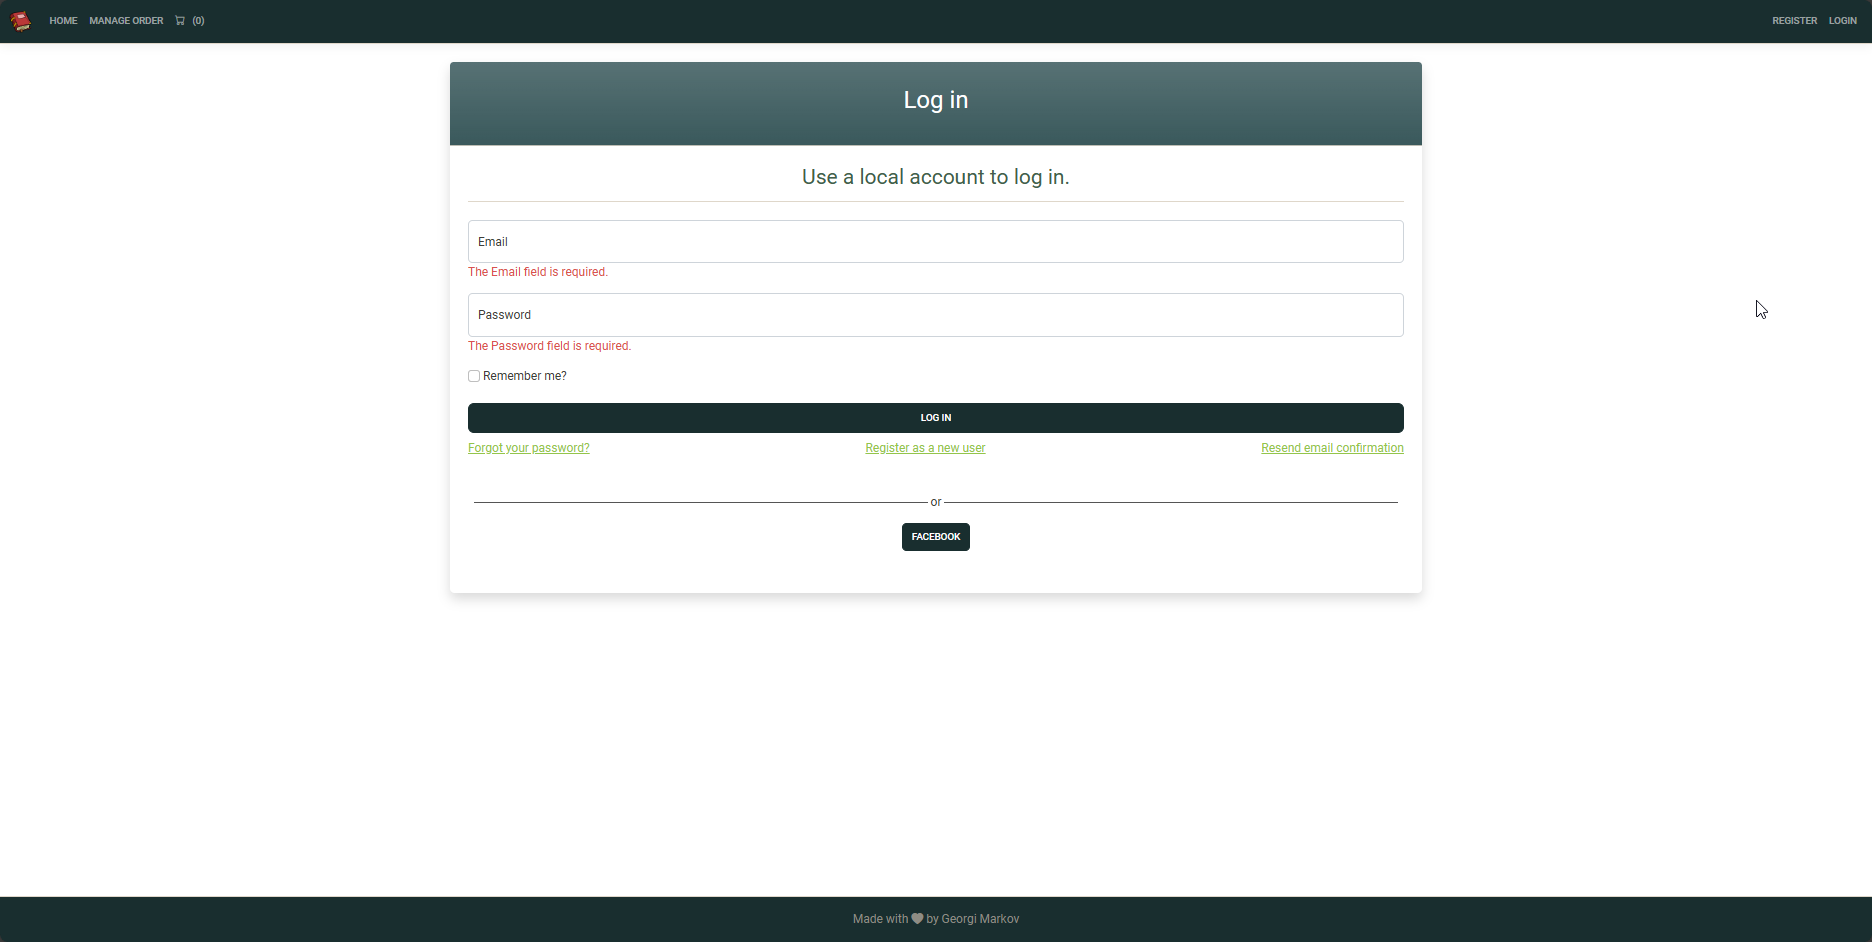 HOME MANAGE ORDER (0) REGISTER LOGIN
Log in
Use a local account to log in.
Email
The Email field is required.
Password
The Password field is required.
Remember me?
LOG IN
Forgot your password? Register as a new user Resend email confirmation
or
FACEBOOK
Made with by Georgi Markov